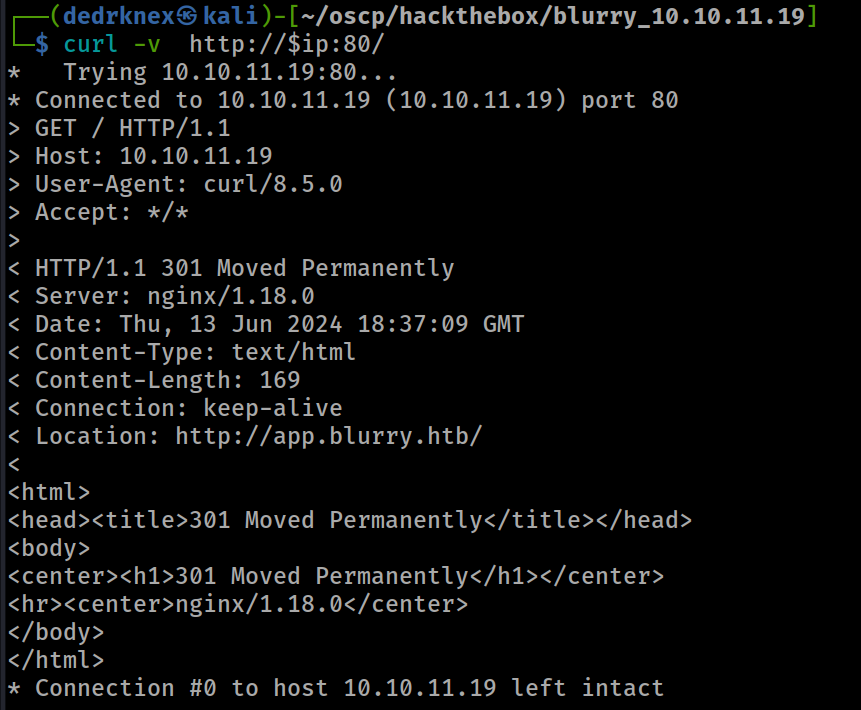 ┌──(dedrknex㉿kali)-[~/oscp/hackthebox/blurry_10.10.11.19]
└─$ curl -v  http://$ip:80/
*   Trying 10.10.11.19:80...
* Connected to 10.10.11.19 (10.10.11.19) port 80
> GET / HTTP/1.1
> Host: 10.10.11.19
> User-Agent: curl/8.5.0
> Accept: */*
>
< HTTP/1.1 301 Moved Permanently
< Server: nginx/1.18.0
< Date: Thu, 13 Jun 2024 18:37:09 GMT
< Content-Type: text/html
< Content-Length: 169
< Connection: keep-alive
< Location: http://app.blurry.htb/
<
<html>
<head><title>301 Moved Permanently</title></head>
<body>
<center><h1>301 Moved Permanently</h1></center>
<hr><center>nginx/1.18.0</center>
</body>
</html>
* Connection #0 to host 10.10.11.19 left intact